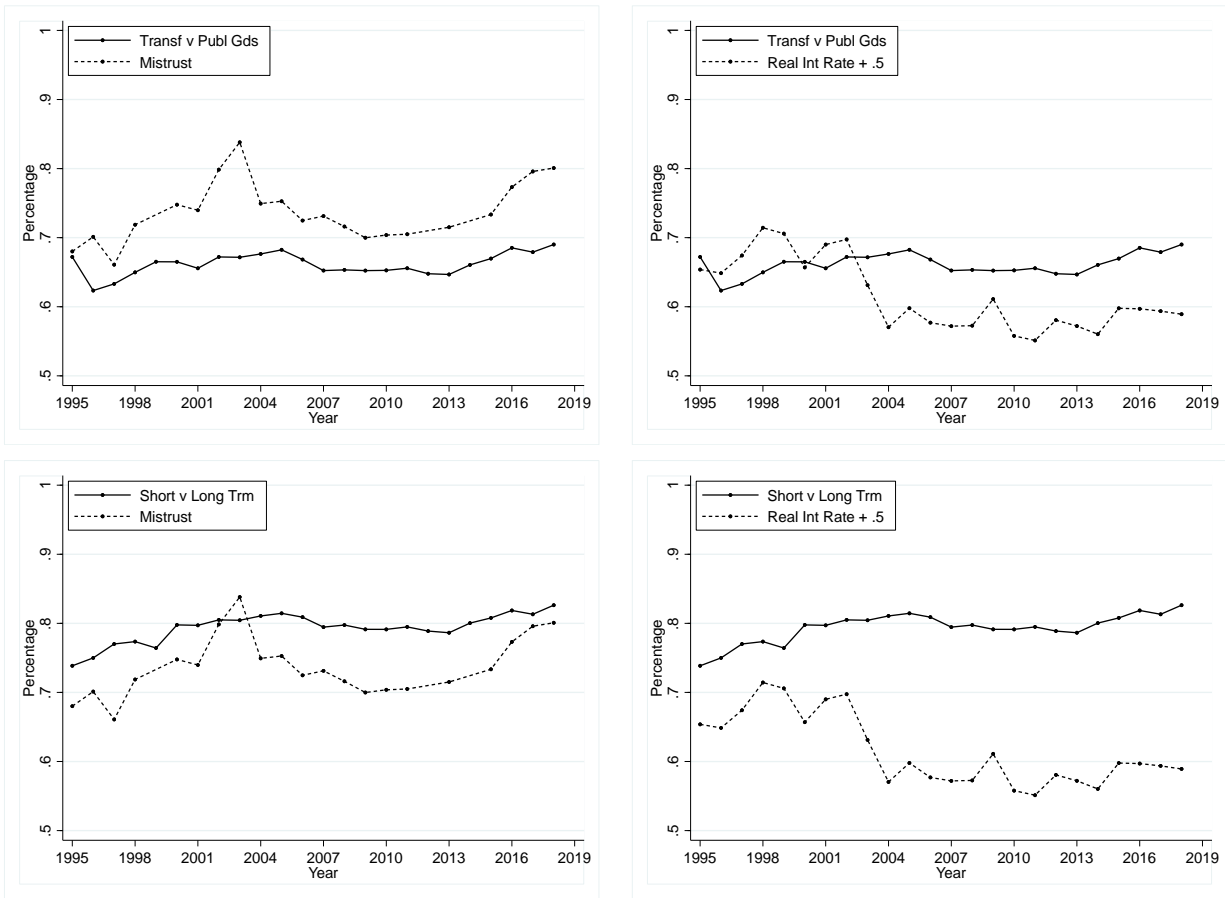 Transf v Publ Gds
Mistrust
1
.9
.8
.7
.6
.5
Percentage
1995 1998 2001 2004 2007 2010 2013 2016 2019
Year
Transf v Publ Gds
Real Int Rate + .5
1
.9
.8
.7
.6
.5
Percentage
1995 1998 2001 2004 2007 2010 2013 2016 2019
Year
Short v Long Trm
Mistrust
1
.9
.8
.7
.6
.5
Percentage
1995 1998 2001 2004 2007 2010 2013 2016 2019
Year
Short v Long Trm
Real Int Rate + .5
1
.9
.8
.7
.6
.5
Percentage
1995 1998 2001 2004 2007 2010 2013 2016 2019
Year